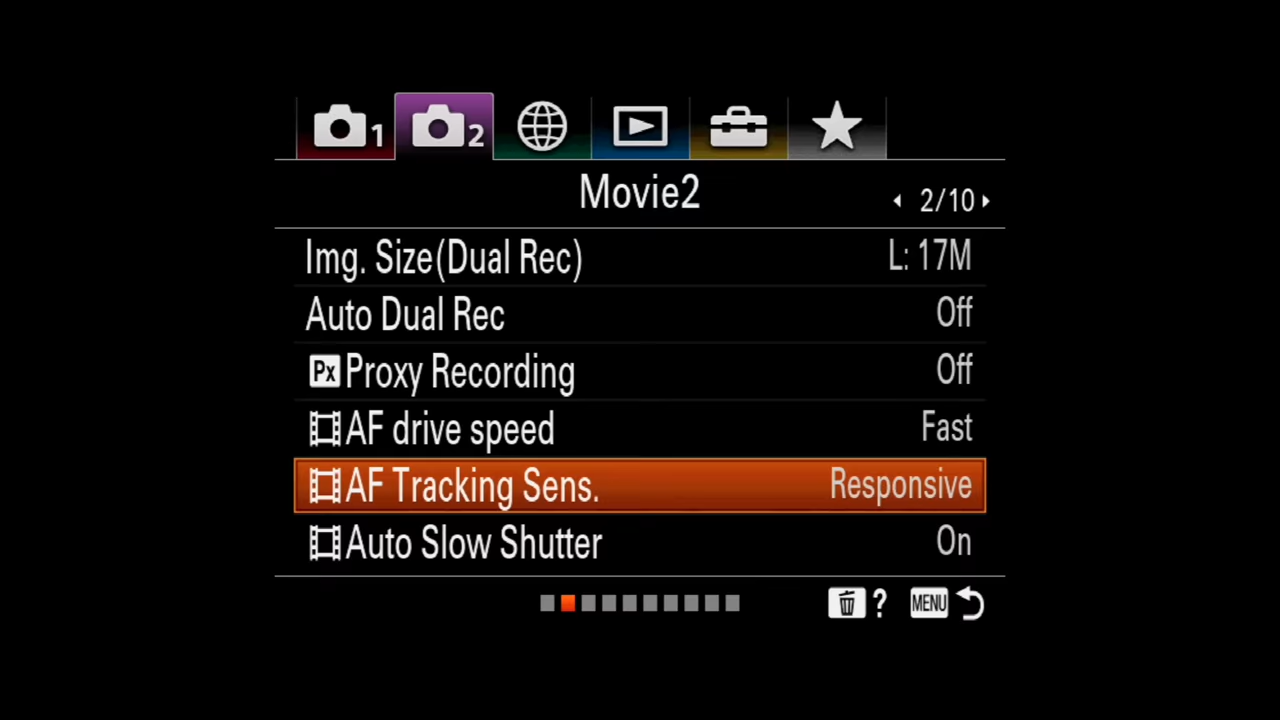 1 2
Movie2 2/10
Img. Size(Dual Rec) L: 17M
Auto Dual Rec Off
Px Proxy Recording Off
AF drive speed Fast
AF Tracking Sens. Responsive
Auto Slow Shutter On
? MENU